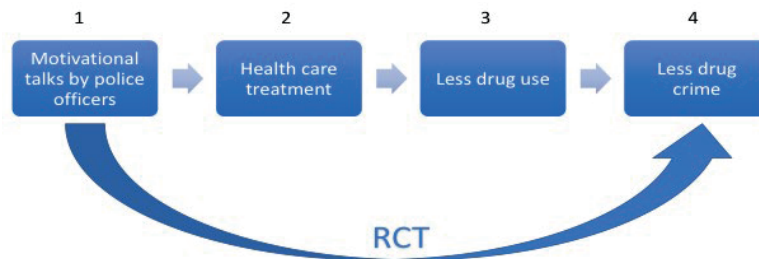 1
2
3
4
Motivational
talks by police
officers
Health care
treatment
Less drug use
Less drug
crime
RCT